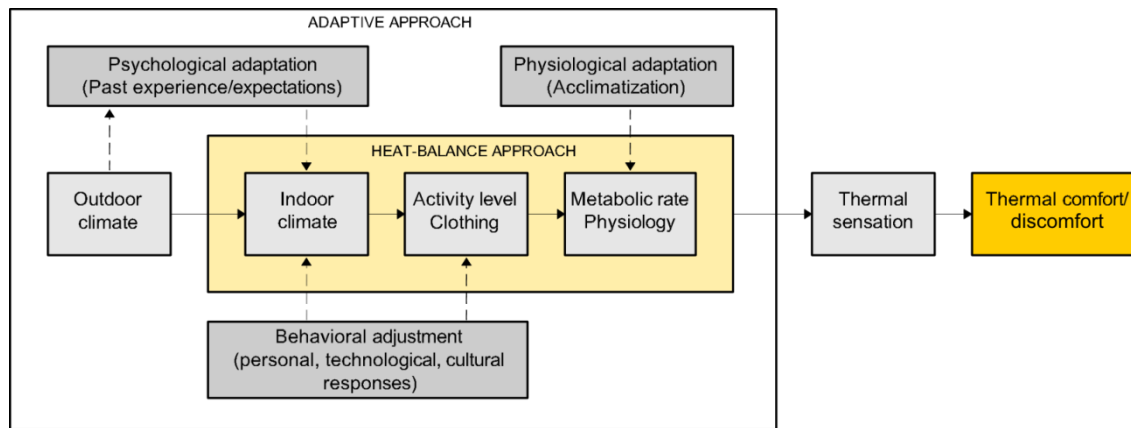 ADAPTIVE APPROACH
Psychological adaptation
(Past experience/expectations)
Physiological adaptation
(Acclimatization)
HEAT-BALANCE APPROACH
Outdoor
climate
Indoor
climate
Activity level
Clothing
Metabolic rate
Physiology
Thermal
sensation
Thermal comfort/
discomfort
Behavioral adjustment
(personal, technological, cultural
responses)